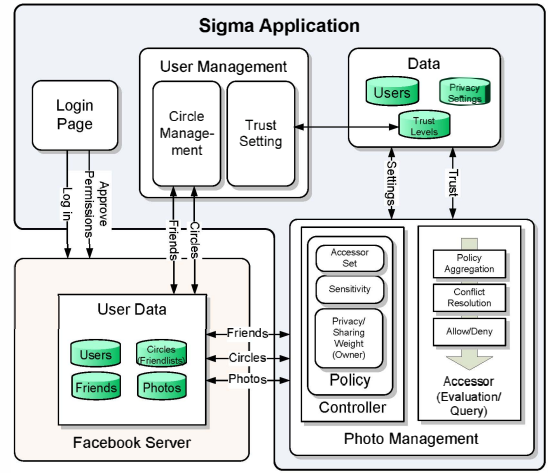 Sigma Application
Login
Page
User Management
Circle
Manage-
ment
Trust
Setting
Data
Users
Privacy
Settings
Trust
Levels
Log in
Approve
Permissions
Friends
Circles
Settings
Trust
User Data
Users
Circles
(Friendlists)
Friends
Photos
Facebook Server
Friends
Circles
Photos
Accessor
Set
Sensitivity
Privacy/
Sharing
Weight
(Owner)
Policy
Controller
Policy
Aggregation
Conflict
Resolution
Allow/Deny
Accessor
(Evaluation/
Query)
Photo Management